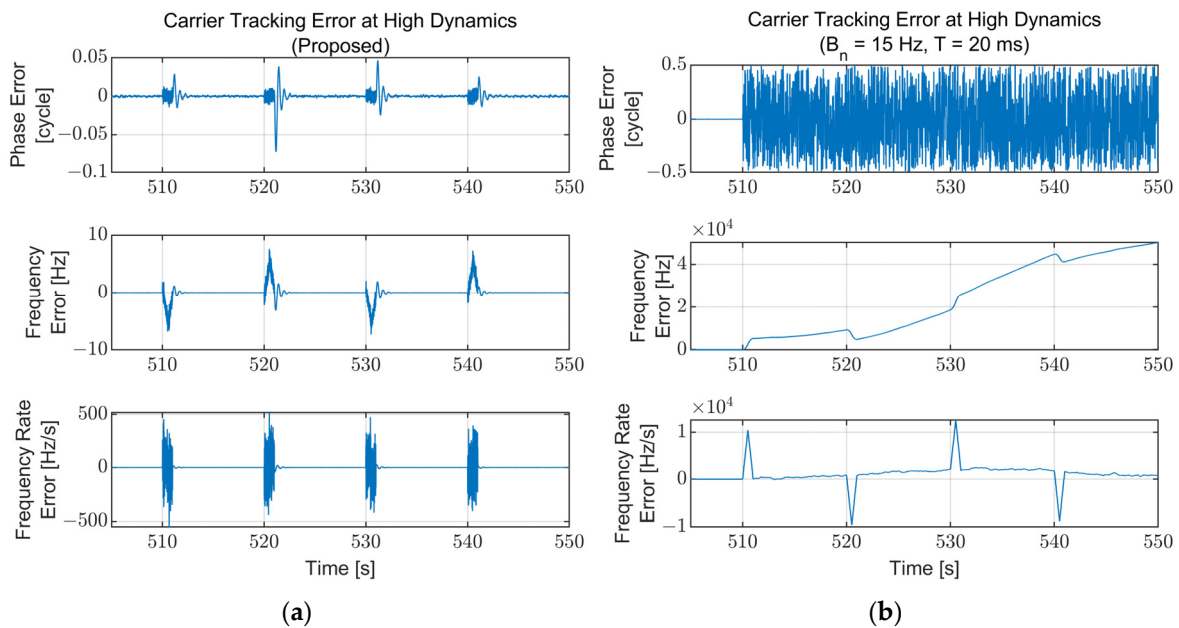 Carrier Tracking Error at High Dynamics
(Proposed)
Phase Error
[cycle]
0.05
0
−0.05
−0.1
510
520
530
540
550
Frequency
Error [Hz]
10
0
−10
510
520
530
540
550
Frequency Rate
Error [Hz/s]
500
0
−500
510
520
530
540
550
Time [s]
(a)
Carrier Tracking Error at High Dynamics
(Bn = 15 Hz, T = 20 ms)
Phase Error
[cycle]
0.5
0
−0.5
510
520
530
540
550
Frequency
Error [Hz]
×10^4
4
2
0
510
520
530
540
550
Frequency Rate
Error [Hz/s]
×10^4
1
0
−1
510
520
530
540
550
Time [s]
(b)